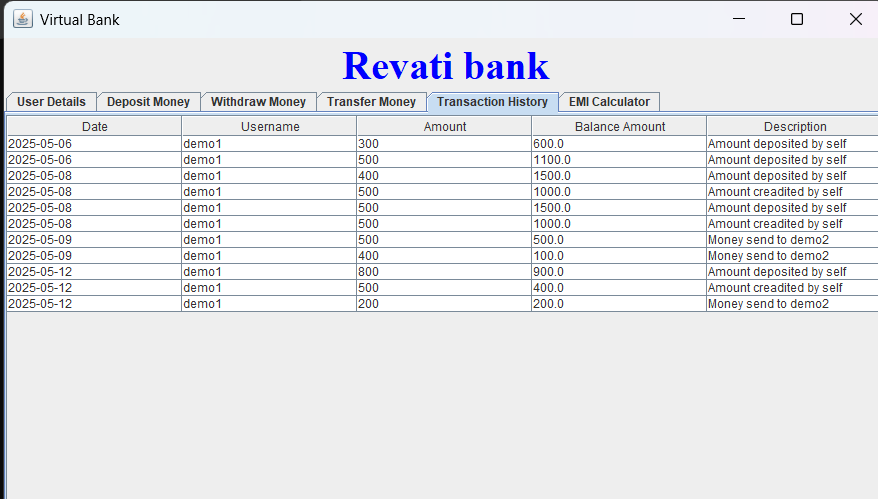 Virtual Bank
Revati bank
User Details Deposit Money Withdraw Money Transfer Money Transaction History EMI Calculator
Date Username Amount Balance Amount Description
2025-05-06 demo1 300 600.0 Amount deposited by self
2025-05-06 demo1 500 1100.0 Amount deposited by self
2025-05-08 demo1 400 1500.0 Amount deposited by self
2025-05-08 demo1 500 1000.0 Amount creadited by self
2025-05-08 demo1 500 1500.0 Amount deposited by self
2025-05-08 demo1 500 1000.0 Amount creadited by self
2025-05-09 demo1 500 500.0 Money send to demo2
2025-05-09 demo1 400 100.0 Money send to demo2
2025-05-12 demo1 800 900.0 Amount deposited by self
2025-05-12 demo1 500 400.0 Amount creadited by self
2025-05-12 demo1 200 200.0 Money send to demo2